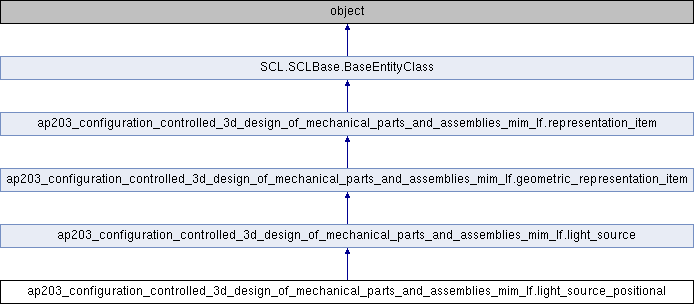 object
SCL.SCLBase.BaseEntityClass
ap203_configuration_controlled_3d_design_of_mechanical_parts_and_assemblies_mim_lf.representation_item
ap203_configuration_controlled_3d_design_of_mechanical_parts_and_assemblies_mim_lf.geometric_representation_item
ap203_configuration_controlled_3d_design_of_mechanical_parts_and_assemblies_mim_lf.light_source
ap203_configuration_controlled_3d_design_of_mechanical_parts_and_assemblies_mim_lf.light_source_positional